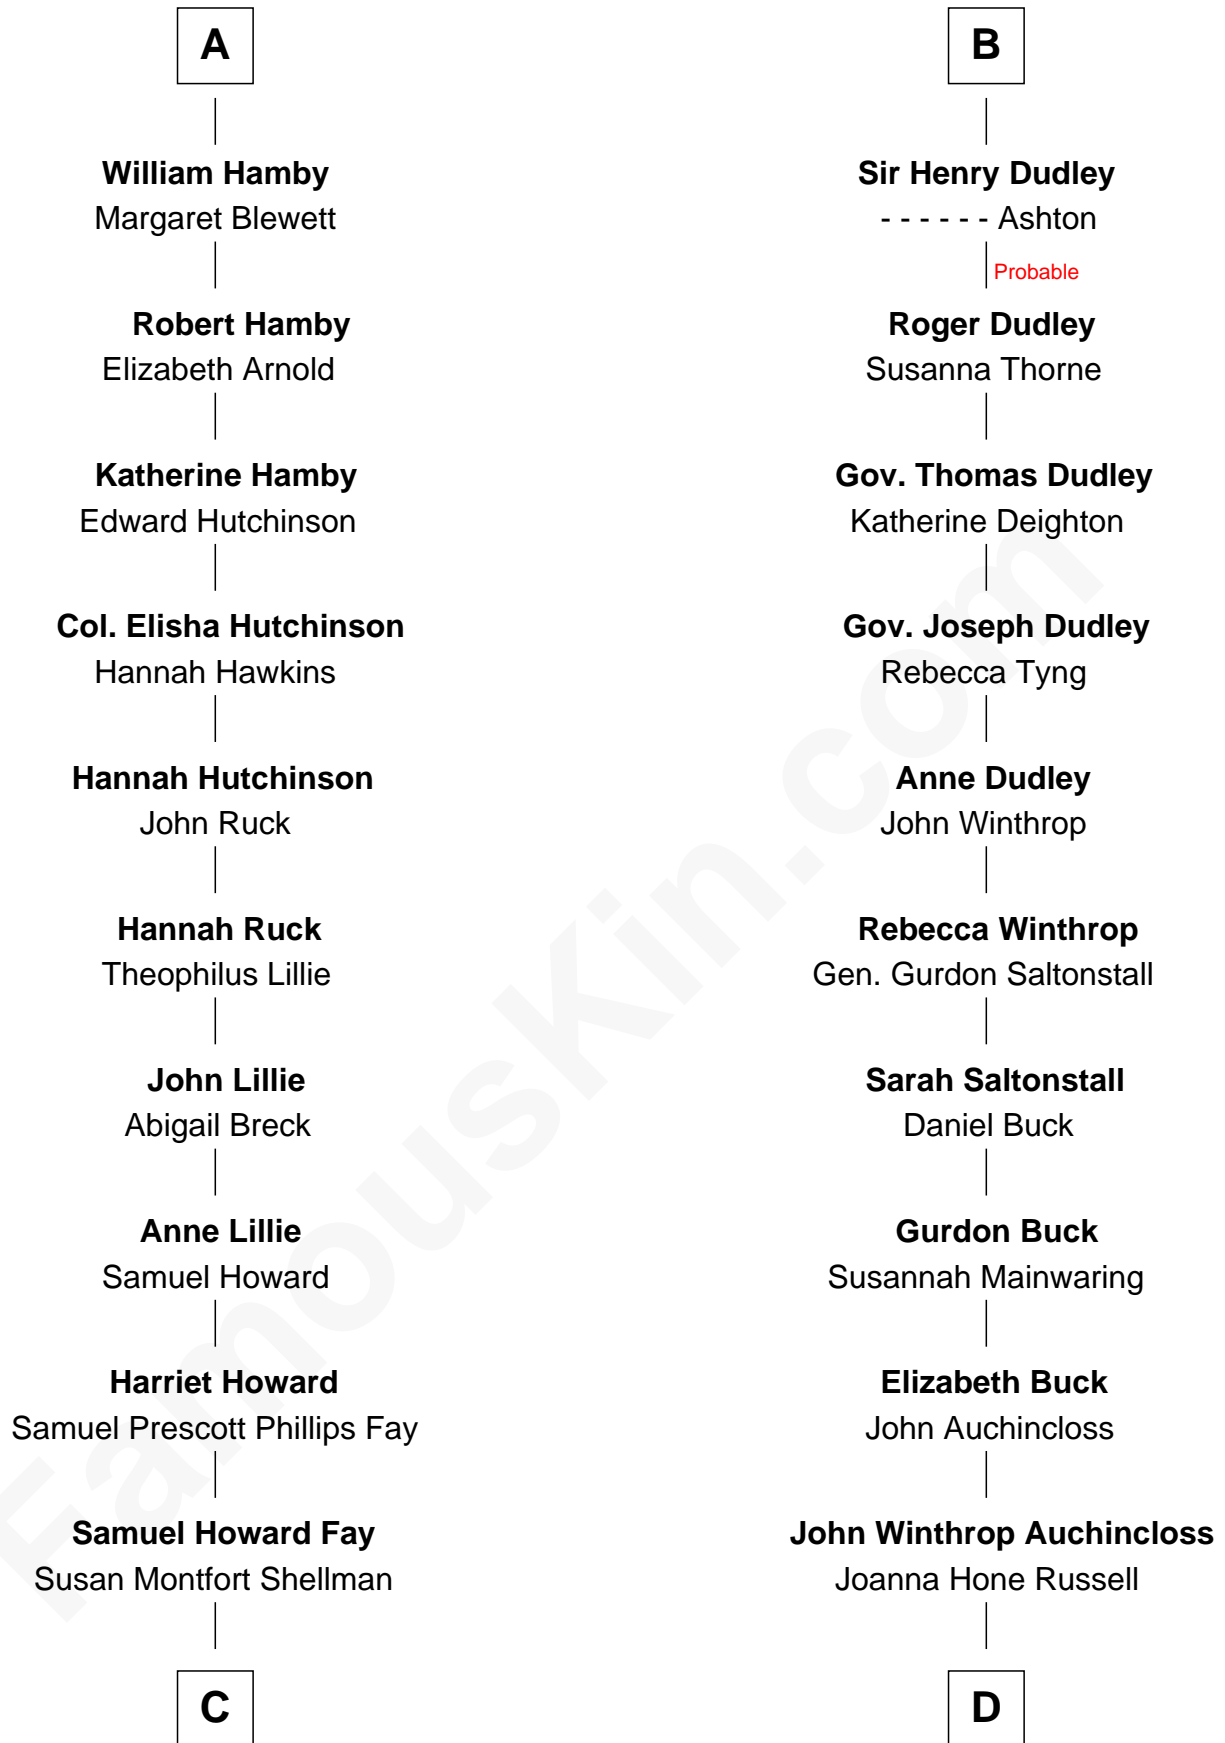 A
William Hamby
Margaret Blewett
Robert Hamby
Elizabeth Arnold
Katherine Hamby
Edward Hutchinson
Col. Elisha Hutchinson
Hannah Hawkins
Hannah Hutchinson
John Ruck
Hannah Ruck
Theophilus Lillie
John Lillie
Abigail Breck
Anne Lillie
Samuel Howard
Harriet Howard
Samuel Prescott Phillips Fay
Samuel Howard Fay
Susan Montfort Shellman
C
B
Sir Henry Dudley
- - - - - - Ashton
Probable
Roger Dudley
Susanna Thorne
Gov. Thomas Dudley
Katherine Deighton
Gov. Joseph Dudley
Rebecca Tyng
Anne Dudley
John Winthrop
Rebecca Winthrop
Gen. Gurdon Saltonstall
Sarah Saltonstall
Daniel Buck
Gurdon Buck
Susannah Mainwaring
Elizabeth Buck
John Auchincloss
John Winthrop Auchincloss
Joanna Hone Russell
D
FamousKin.com